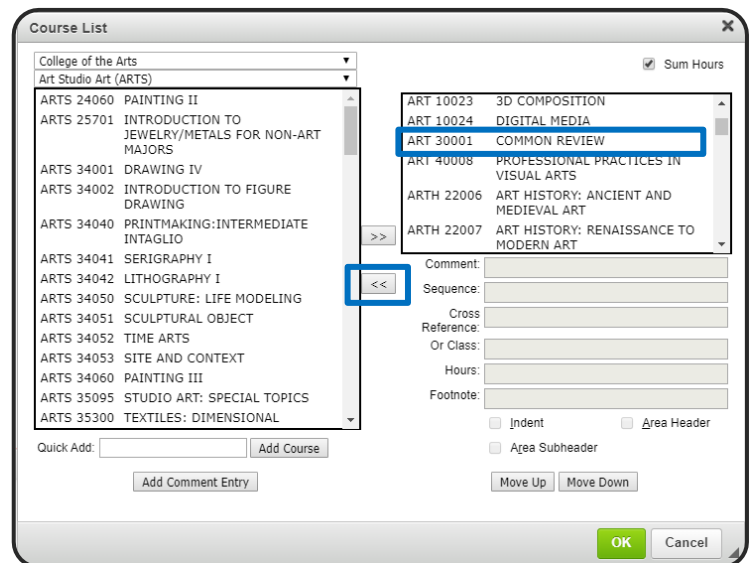 Course List
×
College of the Arts ▼
Art Studio Art (ARTS) ▼
Sum Hours
ARTS 24060 PAINTING II
ARTS 25701 INTRODUCTION TO
JEWELRY/METALS FOR NON-ART
MAJORS
ARTS 34001 DRAWING IV
ARTS 34002 INTRODUCTION TO FIGURE
DRAWING
ARTS 34040 PRINTMAKING:INTERMEDIATE
INTAGLIO
ARTS 34041 SERIGRAPHY I
ARTS 34042 LITHOGRAPHY I
ARTS 34050 SCULPTURE: LIFE MODELING
ARTS 34051 SCULPTURAL OBJECT
ARTS 34052 TIME ARTS
ARTS 34053 SITE AND CONTEXT
ARTS 34060 PAINTING III
ARTS 35095 STUDIO ART: SPECIAL TOPICS
ARTS 35300 TEXTILES: DIMENSIONAL
>>
<<
ART 10023 3D COMPOSITION
ART 10024 DIGITAL MEDIA
ART 30001 COMMON REVIEW
ART 40008 PROFESSIONAL PRACTICES IN
VISUAL ARTS
ARTH 22006 ART HISTORY: ANCIENT AND
MEDIEVAL ART
ARTH 22007 ART HISTORY: RENAISSANCE TO
MODERN ART
Comment:
Sequence:
Cross
Reference:
Or Class:
Hours:
Footnote:
Indent
Area Header
Area Subheader
Quick Add:
Add Course
Add Comment Entry
Move Up
Move Down
OK
Cancel